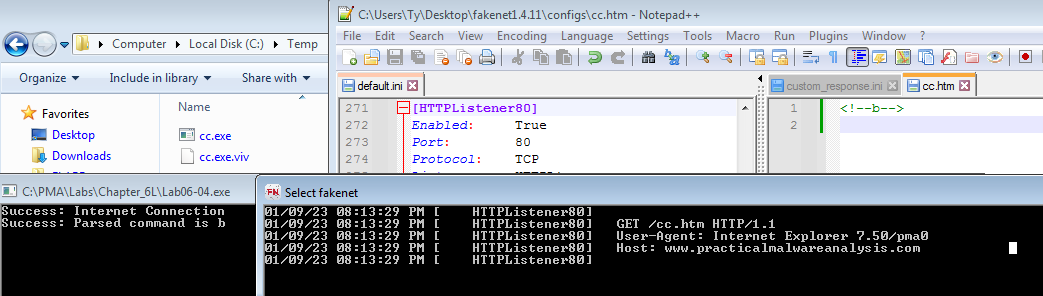 Computer Local Disk (C:) Temp
Organize Include in library Share with
Favorites
Desktop
Downloads
Name
cc.exe
cc.exe.viv
C:\Users\Ty\Desktop\fakenet1.4.11\configs\cc.htm - Notepad++
File Edit Search View Encoding Language Settings Tools Macro Run Plugins Window ?
default.ini
271 [HTTPListener80]
272 Enabled: True
273 Port: 80
274 Protocol: TCP
custom_response.ini cc.htm
1 <!--b-->
2
C:\PMA\Labs\Chapter_6L\Lab06-04.exe
Success: Internet Connection
Success: Parsed command is b
Select fakenet
01/09/23 08:13:29 PM [ HTTPListener80]
01/09/23 08:13:29 PM [ HTTPListener80] GET /cc.htm HTTP/1.1
01/09/23 08:13:29 PM [ HTTPListener80] User-Agent: Internet Explorer 7.50/pma0
01/09/23 08:13:29 PM [ HTTPListener80] Host: www.practicalmalwareanalysis.com
01/09/23 08:13:29 PM [ HTTPListener80]